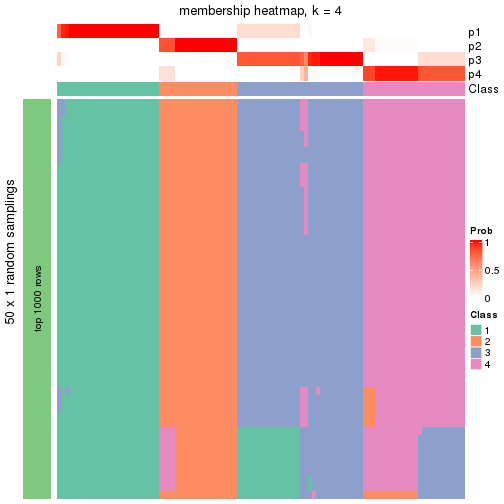 membership heatmap, k = 4
p1
p2
p3
p4
Class
50 x 1 random samplings
top 1000 rows
Prob
1
0.5
0
Class
1
2
3
4